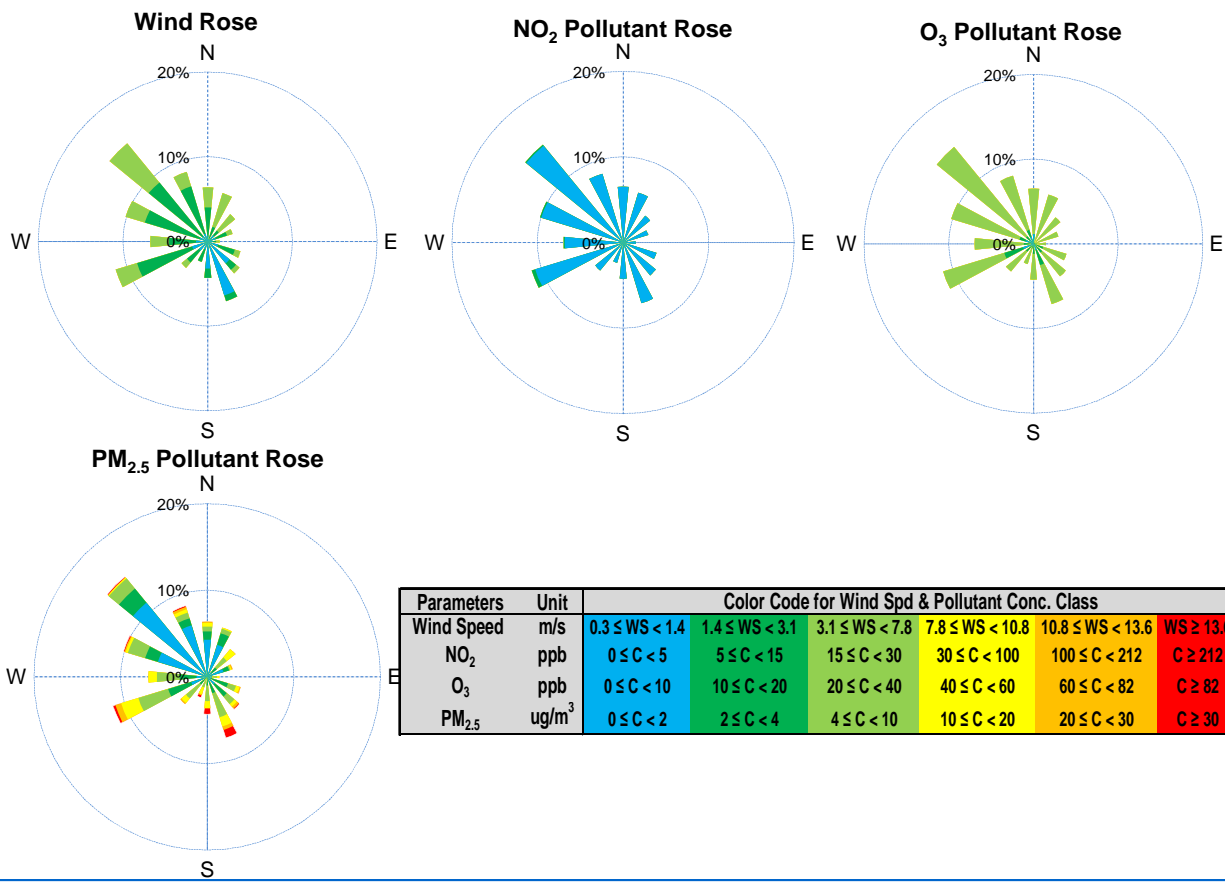 Wind Rose
NO₂ Pollutant Rose
O₃ Pollutant Rose
N
N
N
20%
20%
20%
10%
10%
10%
W
0%
E
W
0%
E
W
0%
E
S
S
S
PM₂.₅ Pollutant Rose
N
20%
10%
W
0%
E
S
Parameters Unit Color Code for Wind Spd & Pollutant Conc. Class
Wind Speed m/s 0.3 ≤ WS < 1.4 1.4 ≤ WS < 3.1 3.1 ≤ WS < 7.8 7.8 ≤ WS < 10.8 10.8 ≤ WS < 13.6 WS ≥ 13.6
NO₂ ppb 0 ≤ C < 5 5 ≤ C < 15 15 ≤ C < 30 30 ≤ C < 100 100 ≤ C < 212 C ≥ 212
O₃ ppb 0 ≤ C < 10 10 ≤ C < 20 20 ≤ C < 40 40 ≤ C < 60 60 ≤ C < 82 C ≥ 82
PM₂.₅ ug/m³ 0 ≤ C < 2 2 ≤ C < 4 4 ≤ C < 10 10 ≤ C < 20 20 ≤ C < 30 C ≥ 30